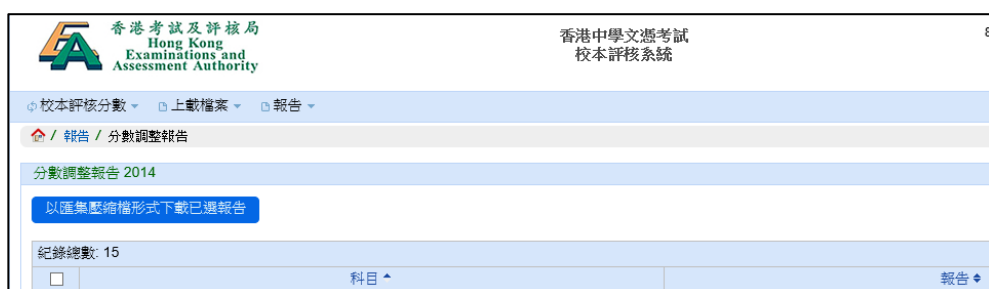 香港考試及評核局
Hong Kong
Examinations and
Assessment Authority
香港中學文憑考試
校本評核系統
8
校本評核分數 上載檔案 報告
/ 報告 / 分數調整報告
分數調整報告 2014
以匯集壓縮檔形式下載已選報告
紀錄總數: 15
科目 報告